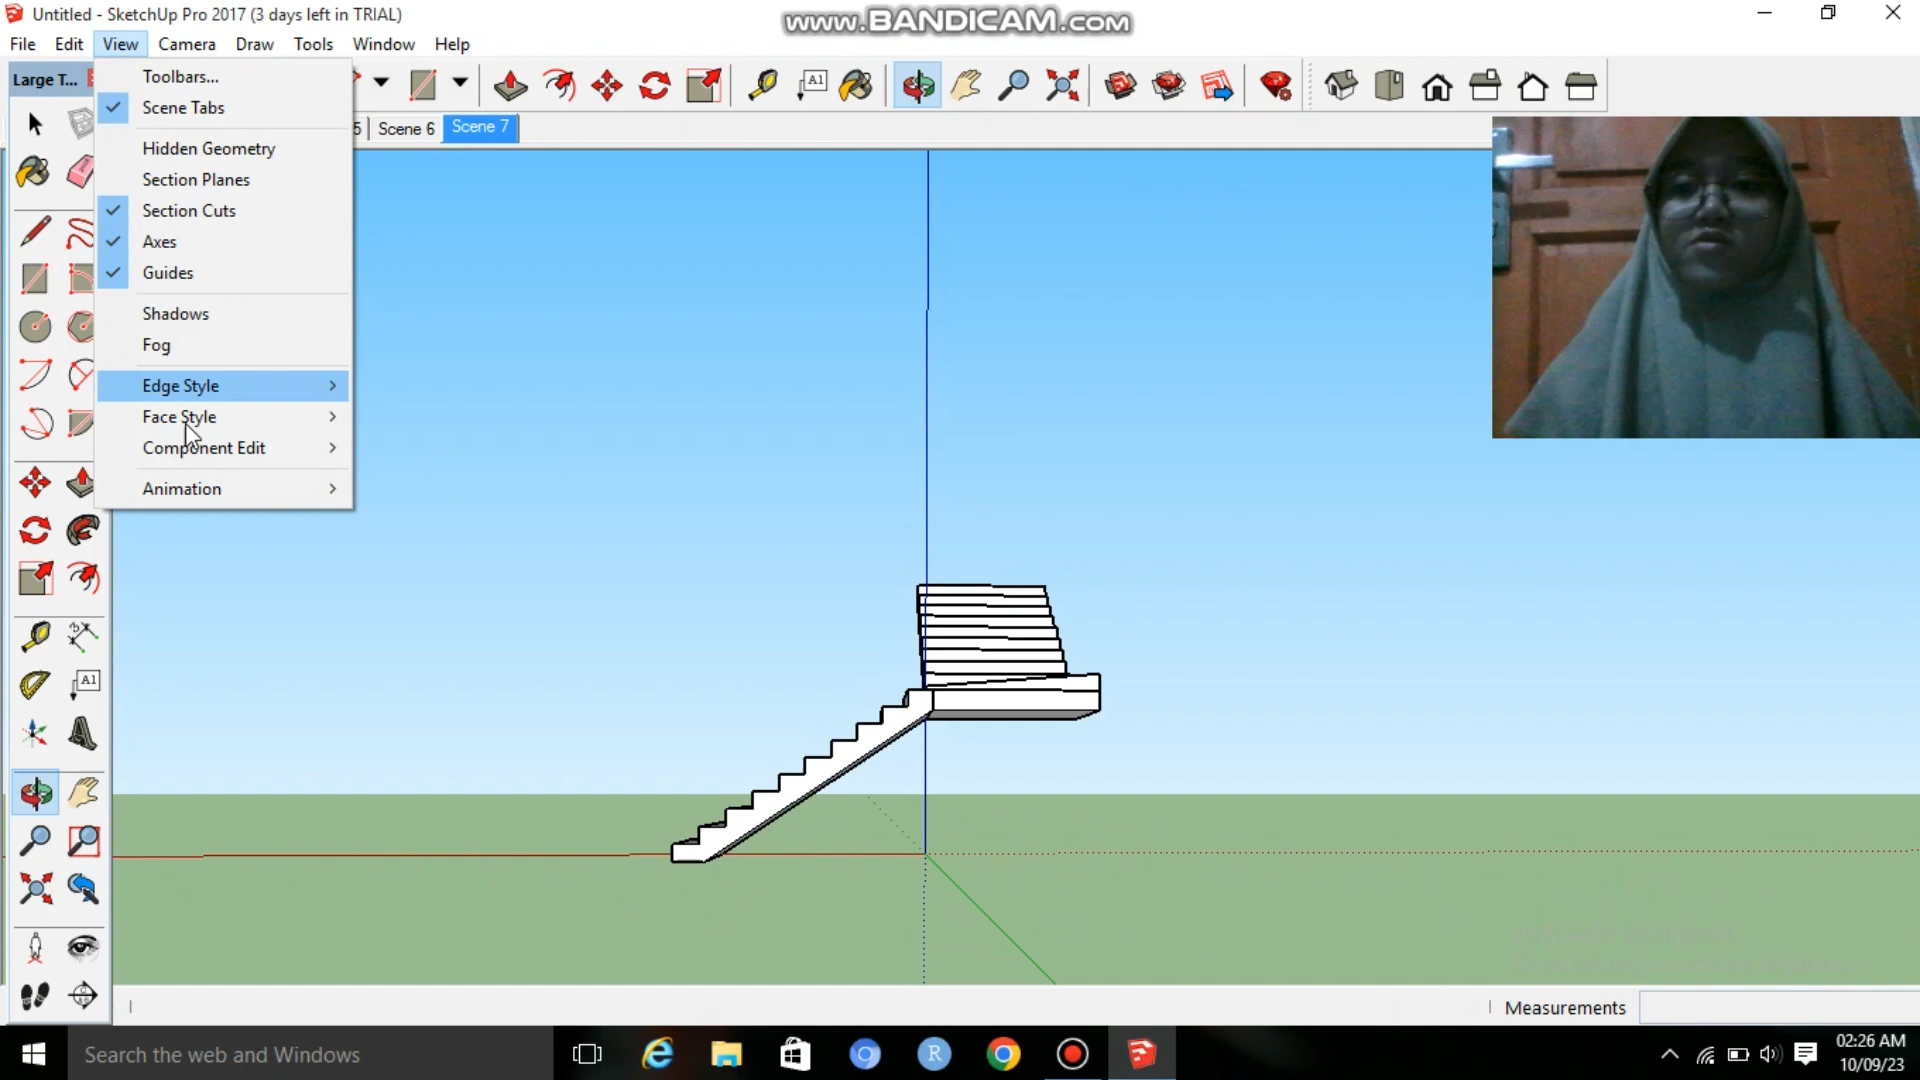 Untitled - SketchUp Pro 2017 (3 days left in TRIAL)
www.BANDICAM.com
File Edit View Camera Draw Tools Window Help
Large T...
Toolbars...
Scene Tabs
Hidden Geometry
Section Planes
Section Cuts
Axes
Guides
Shadows
Fog
Edge Style
Face Style
Component Edit
Animation
A1
5 Scene 6 Scene 7
A1
Measurements
Search the web and Windows
02:26 AM
10/09/23